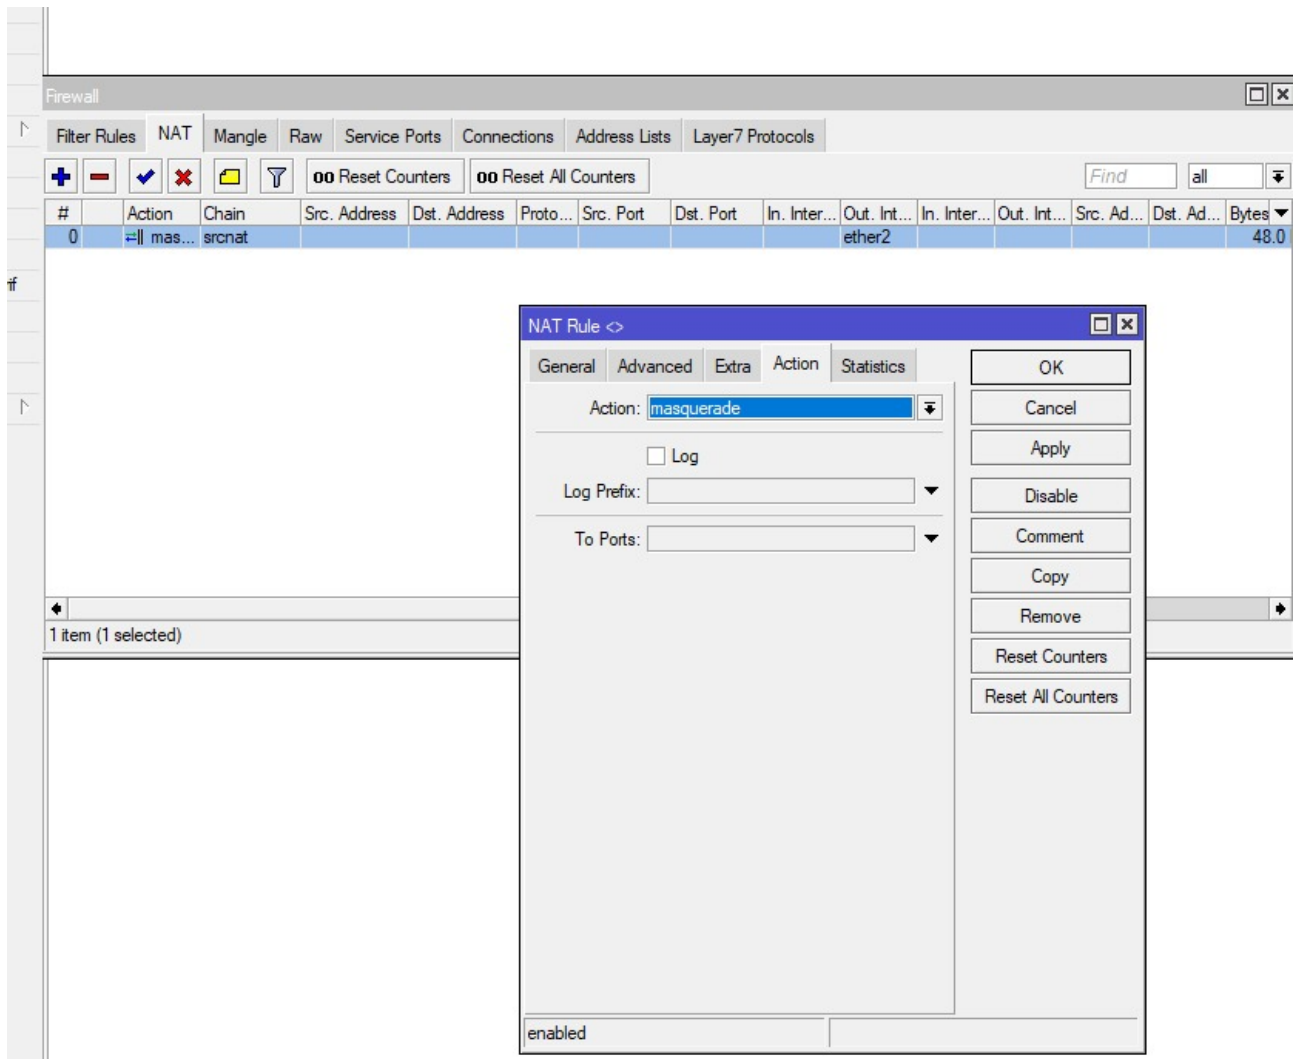 Firewall
Filter Rules NAT Mangle Raw Service Ports Connections Address Lists Layer7 Protocols
00 Reset Counters 00 Reset All Counters Find all
# Action Chain Src. Address Dst. Address Proto... Src. Port Dst. Port In. Inter... Out. Int... In. Inter... Out. Int... Src. Ad... Dst. Ad... Bytes
0 mas... srcnat ether2 48.0
NAT Rule <>
General Advanced Extra Action Statistics
Action: masquerade
Log
Log Prefix:
To Ports:
OK
Cancel
Apply
Disable
Comment
Copy
Remove
Reset Counters
Reset All Counters
enabled
1 item (1 selected)